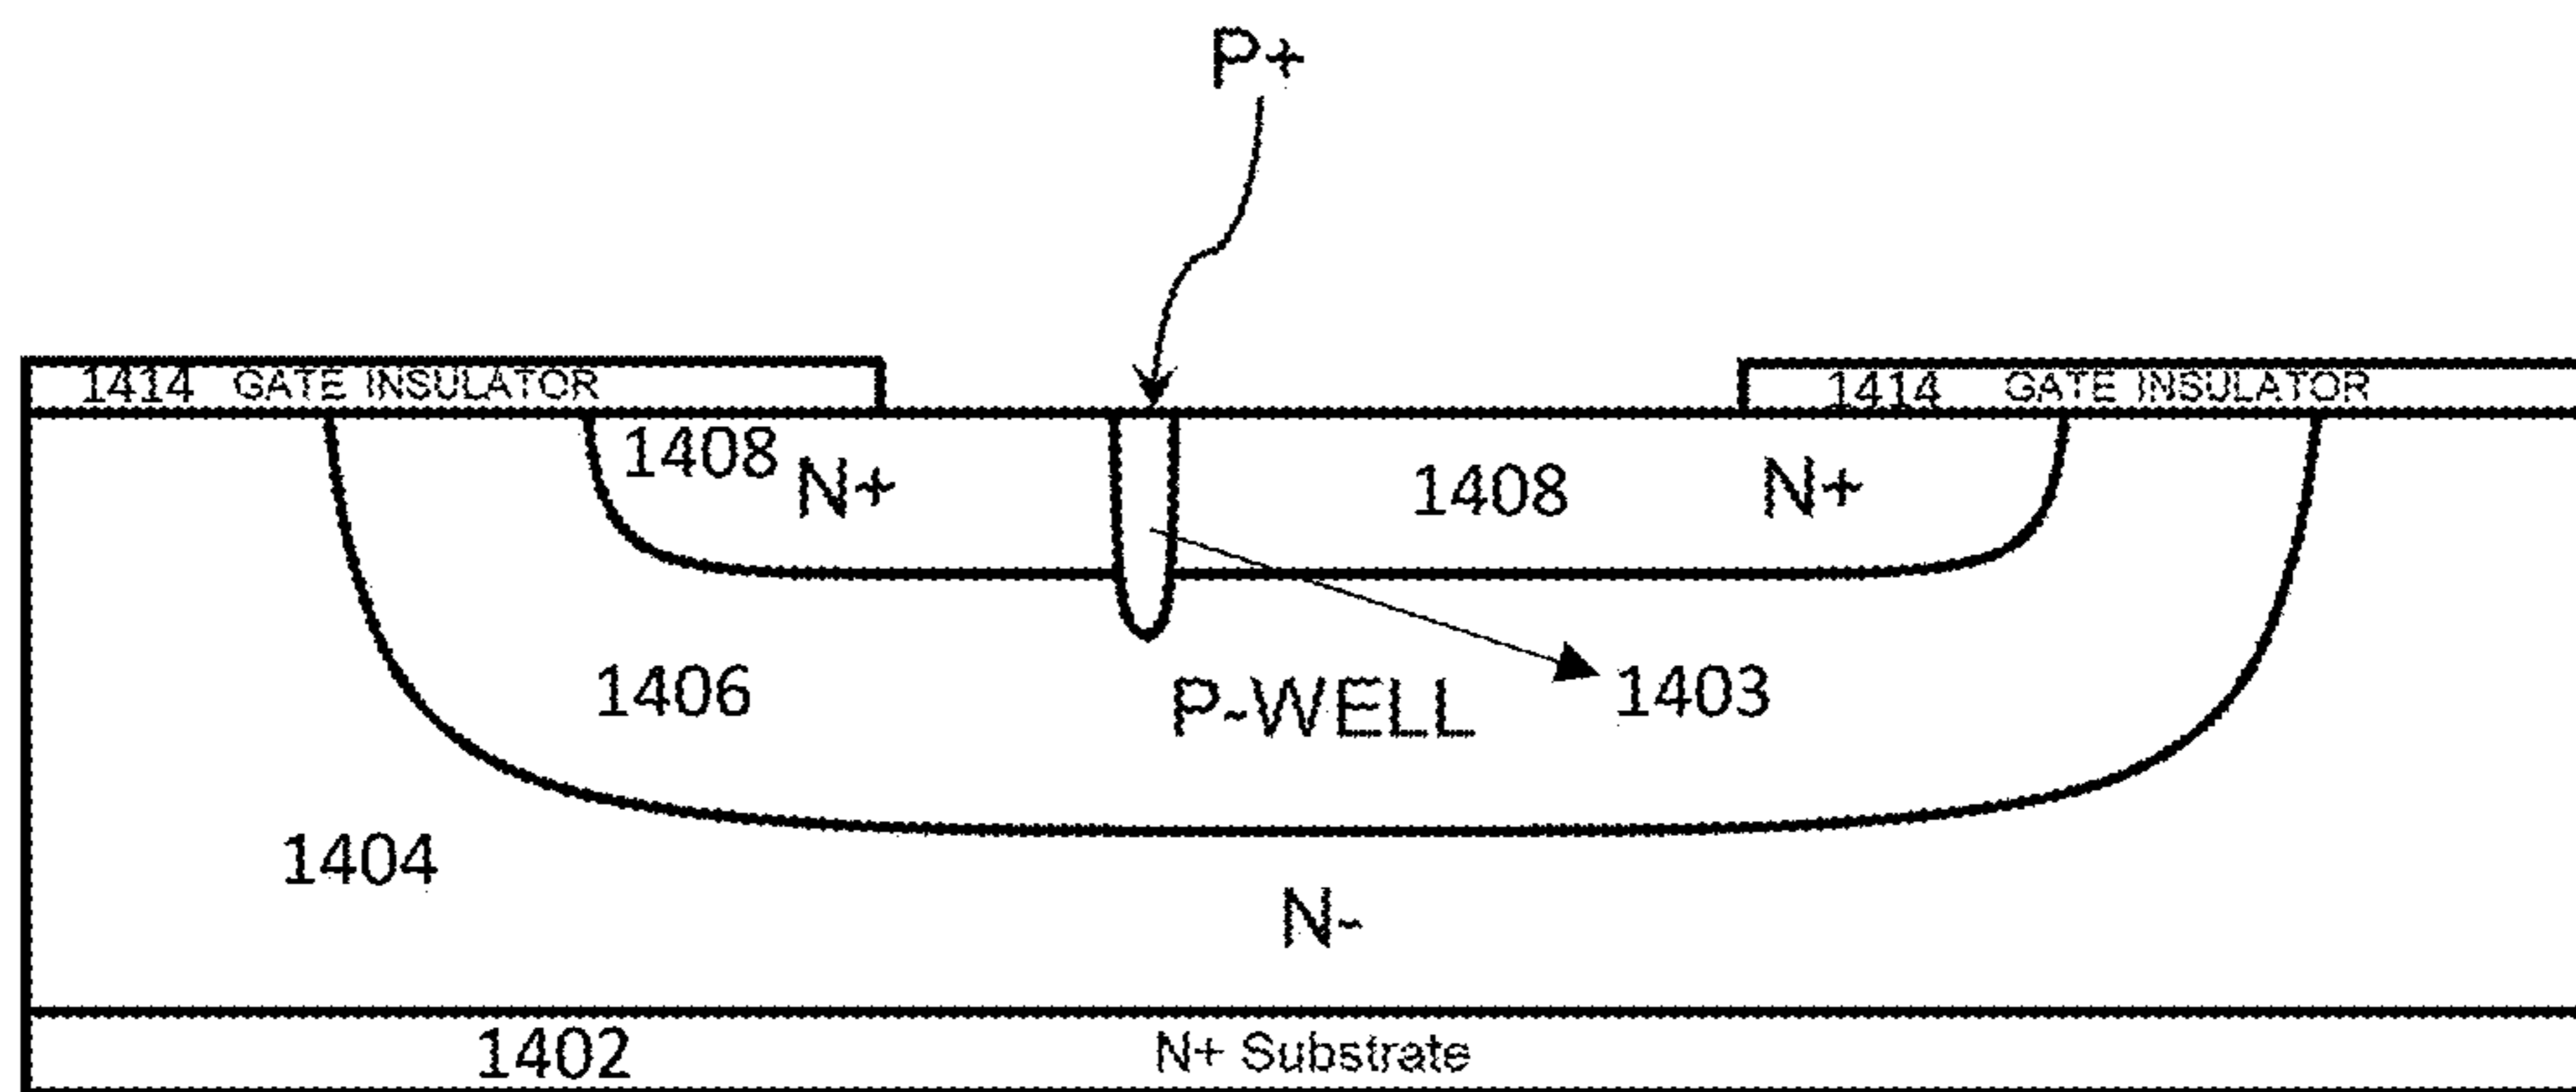 P+
1414 GATE INSULATOR
1414 GATE INSULATOR
1408 N+
1408 N+
1406 P-WELL 1403
1404
N-
1402 N+ Substrate